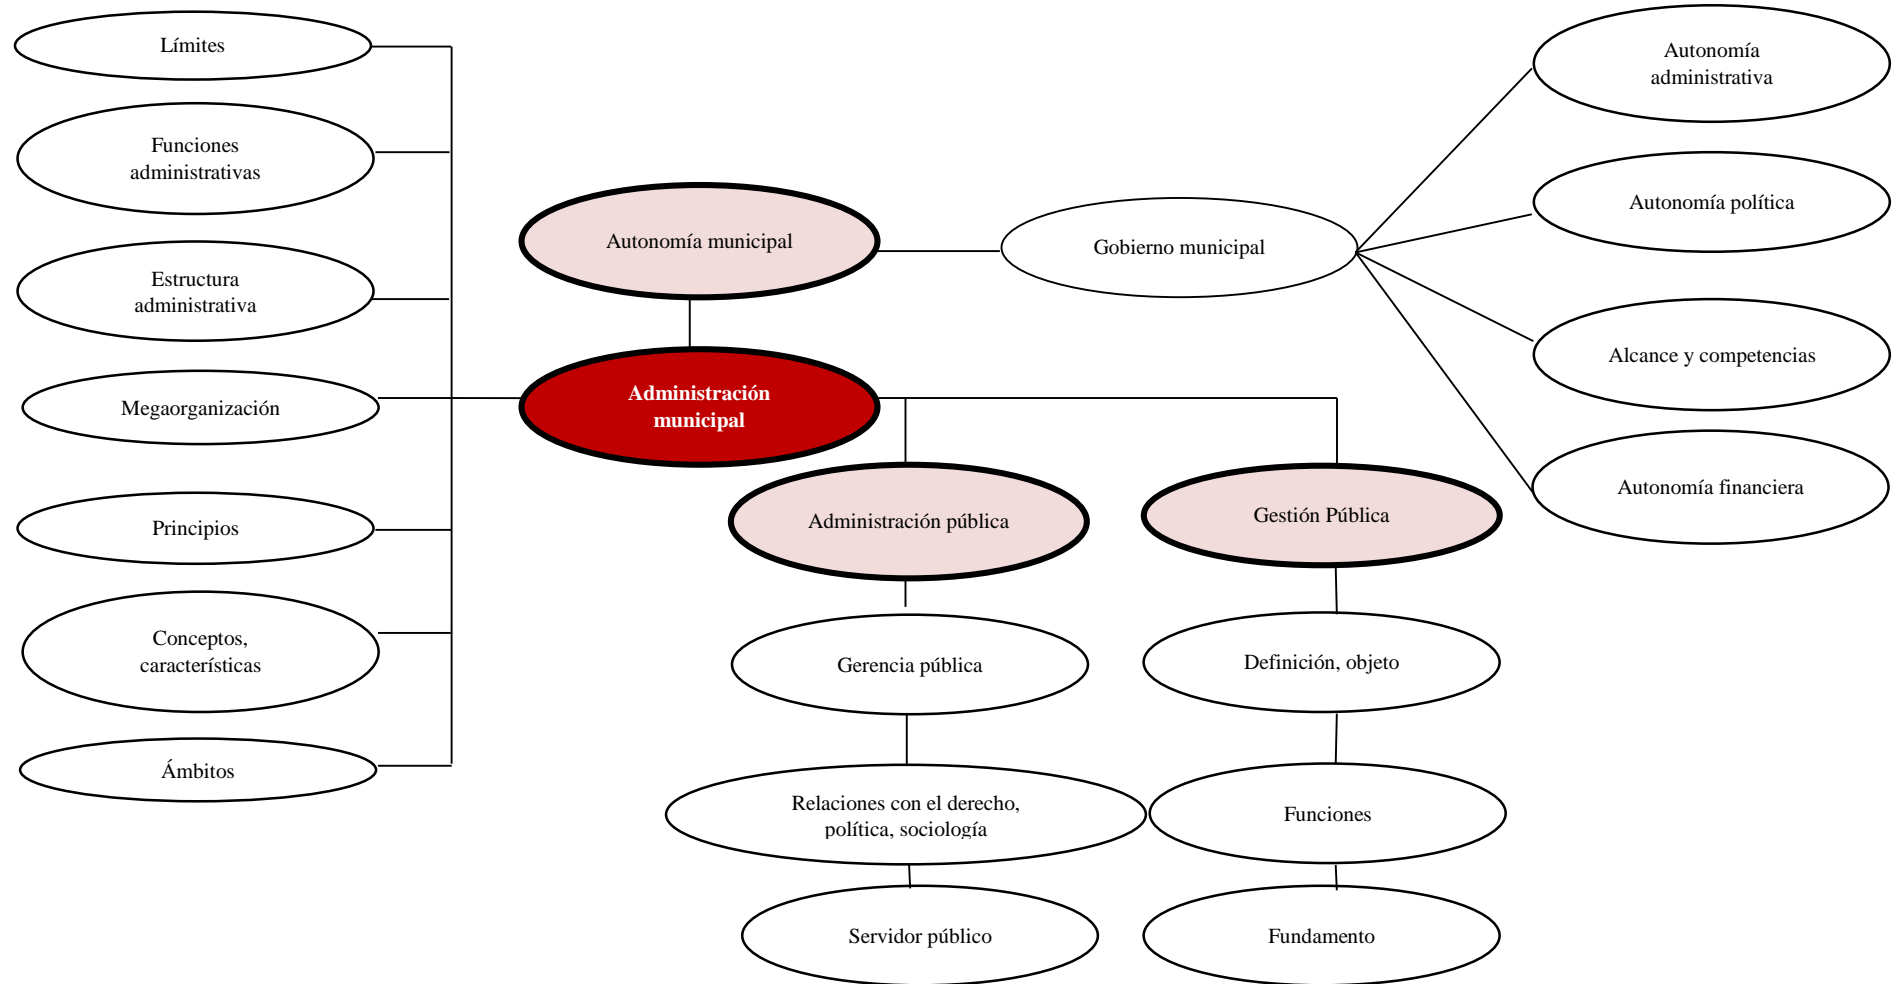 Límites
Funciones
administrativas
Estructura
administrativa
Megaorganización
Principios
Conceptos,
características
Ámbitos
Autonomía municipal
Administración
municipal
Gobierno municipal
Autonomía
administrativa
Autonomía política
Alcance y competencias
Autonomía financiera
Administración pública
Gerencia pública
Relaciones con el derecho,
política, sociología
Servidor público
Gestión Pública
Definición, objeto
Funciones
Fundamento